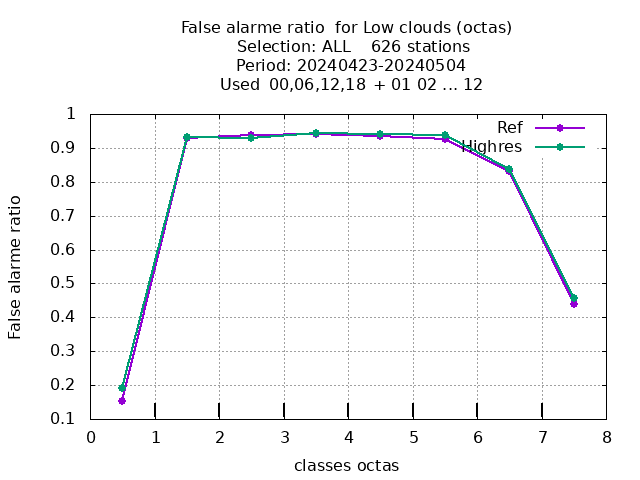 False alarme ratio  for Low clouds (octas)
Selection: ALL    626 stations
Period: 20240423-20240504
Used  00,06,12,18  + 01 02 ... 12
Ref
Highres
1
0.9
0.8
0.7
0.6
0.5
0.4
0.3
0.2
0.1
False alarme ratio
0 1 2 3 4 5 6 7 8
classes octas